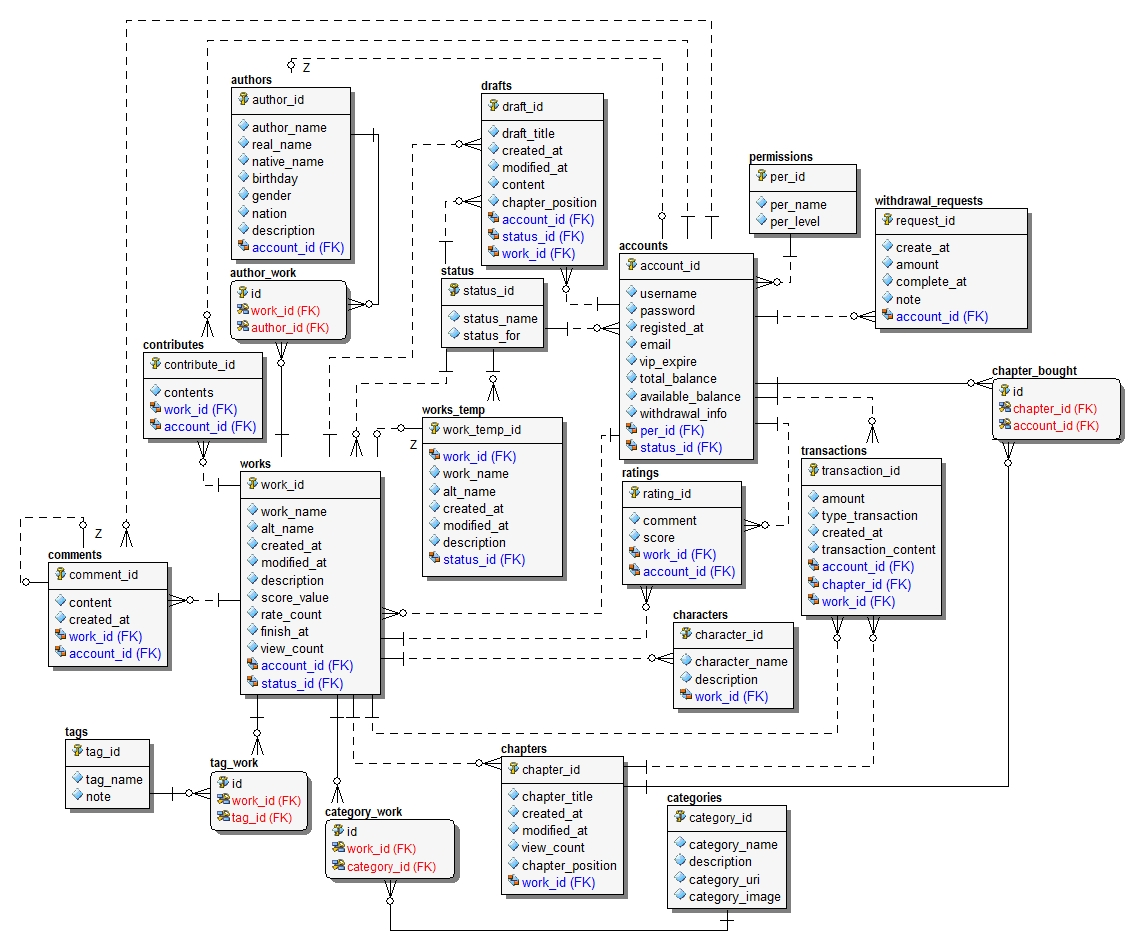 Z
authors
author_id
author_name
real_name
native_name
birthday
gender
nation
description
account_id (FK)
drafts
draft_id
draft_title
created_at
modified_at
content
chapter_position
account_id (FK)
status_id (FK)
work_id (FK)
permissions
per_id
per_name
per_level
withdrawal_requests
request_id
create_at
amount
complete_at
note
account_id (FK)
accounts
account_id
username
password
registed_at
email
vip_expire
total_balance
available_balance
withdrawal_info
per_id (FK)
status_id (FK)
author_work
id
work_id (FK)
author_id (FK)
status
status_id
status_name
status_for
contributes
contribute_id
contents
work_id (FK)
account_id (FK)
chapter_bought
id
chapter_id (FK)
account_id (FK)
works_temp
Z
work_temp_id
work_id (FK)
work_name
alt_name
created_at
modified_at
description
status_id (FK)
transactions
transaction_id
amount
type_transaction
created_at
transaction_content
account_id (FK)
chapter_id (FK)
work_id (FK)
works
work_id
work_name
alt_name
created_at
modified_at
description
score_value
rate_count
finish_at
view_count
account_id (FK)
status_id (FK)
ratings
rating_id
comment
score
work_id (FK)
account_id (FK)
Z
comments
comment_id
content
created_at
work_id (FK)
account_id (FK)
characters
character_id
character_name
description
work_id (FK)
tags
tag_id
tag_name
note
tag_work
id
work_id (FK)
tag_id (FK)
category_work
id
work_id (FK)
category_id (FK)
chapters
chapter_id
chapter_title
created_at
modified_at
view_count
chapter_position
work_id (FK)
categories
category_id
category_name
description
category_uri
category_image